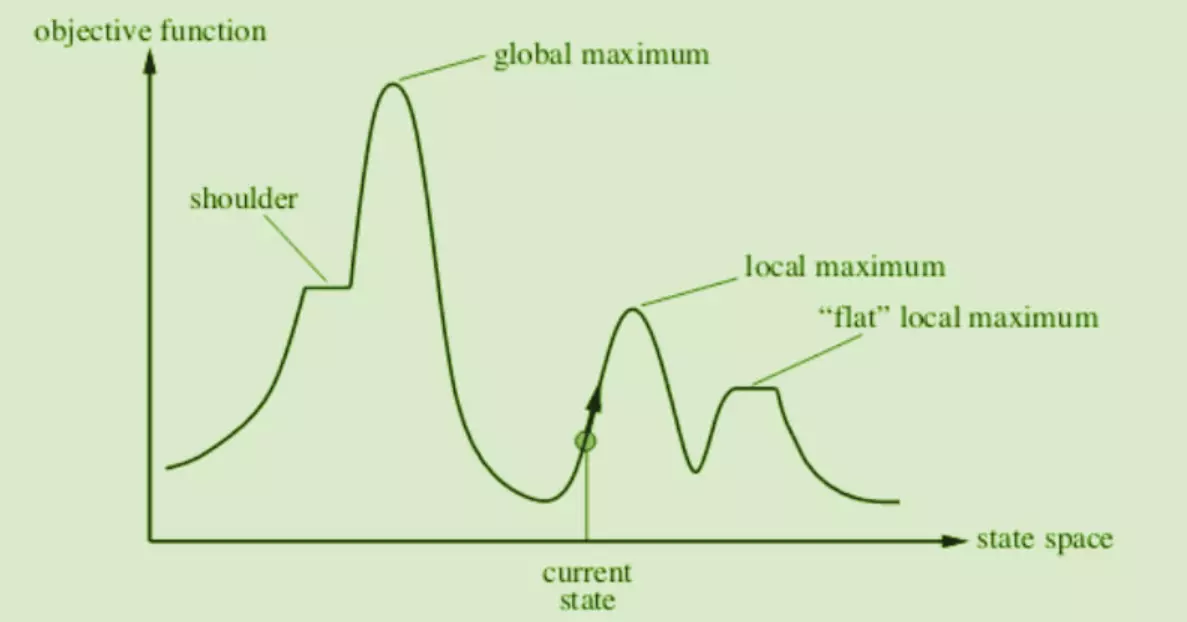 objective function
global maximum
shoulder
local maximum
“flat” local maximum
state space
current
state